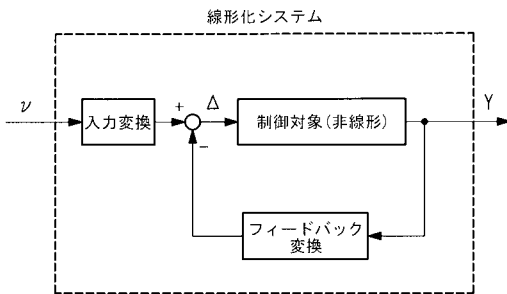 線形化システム
ν
入力変換
+
Δ
−
制御対象(非線形)
Y
フィードバック
変換